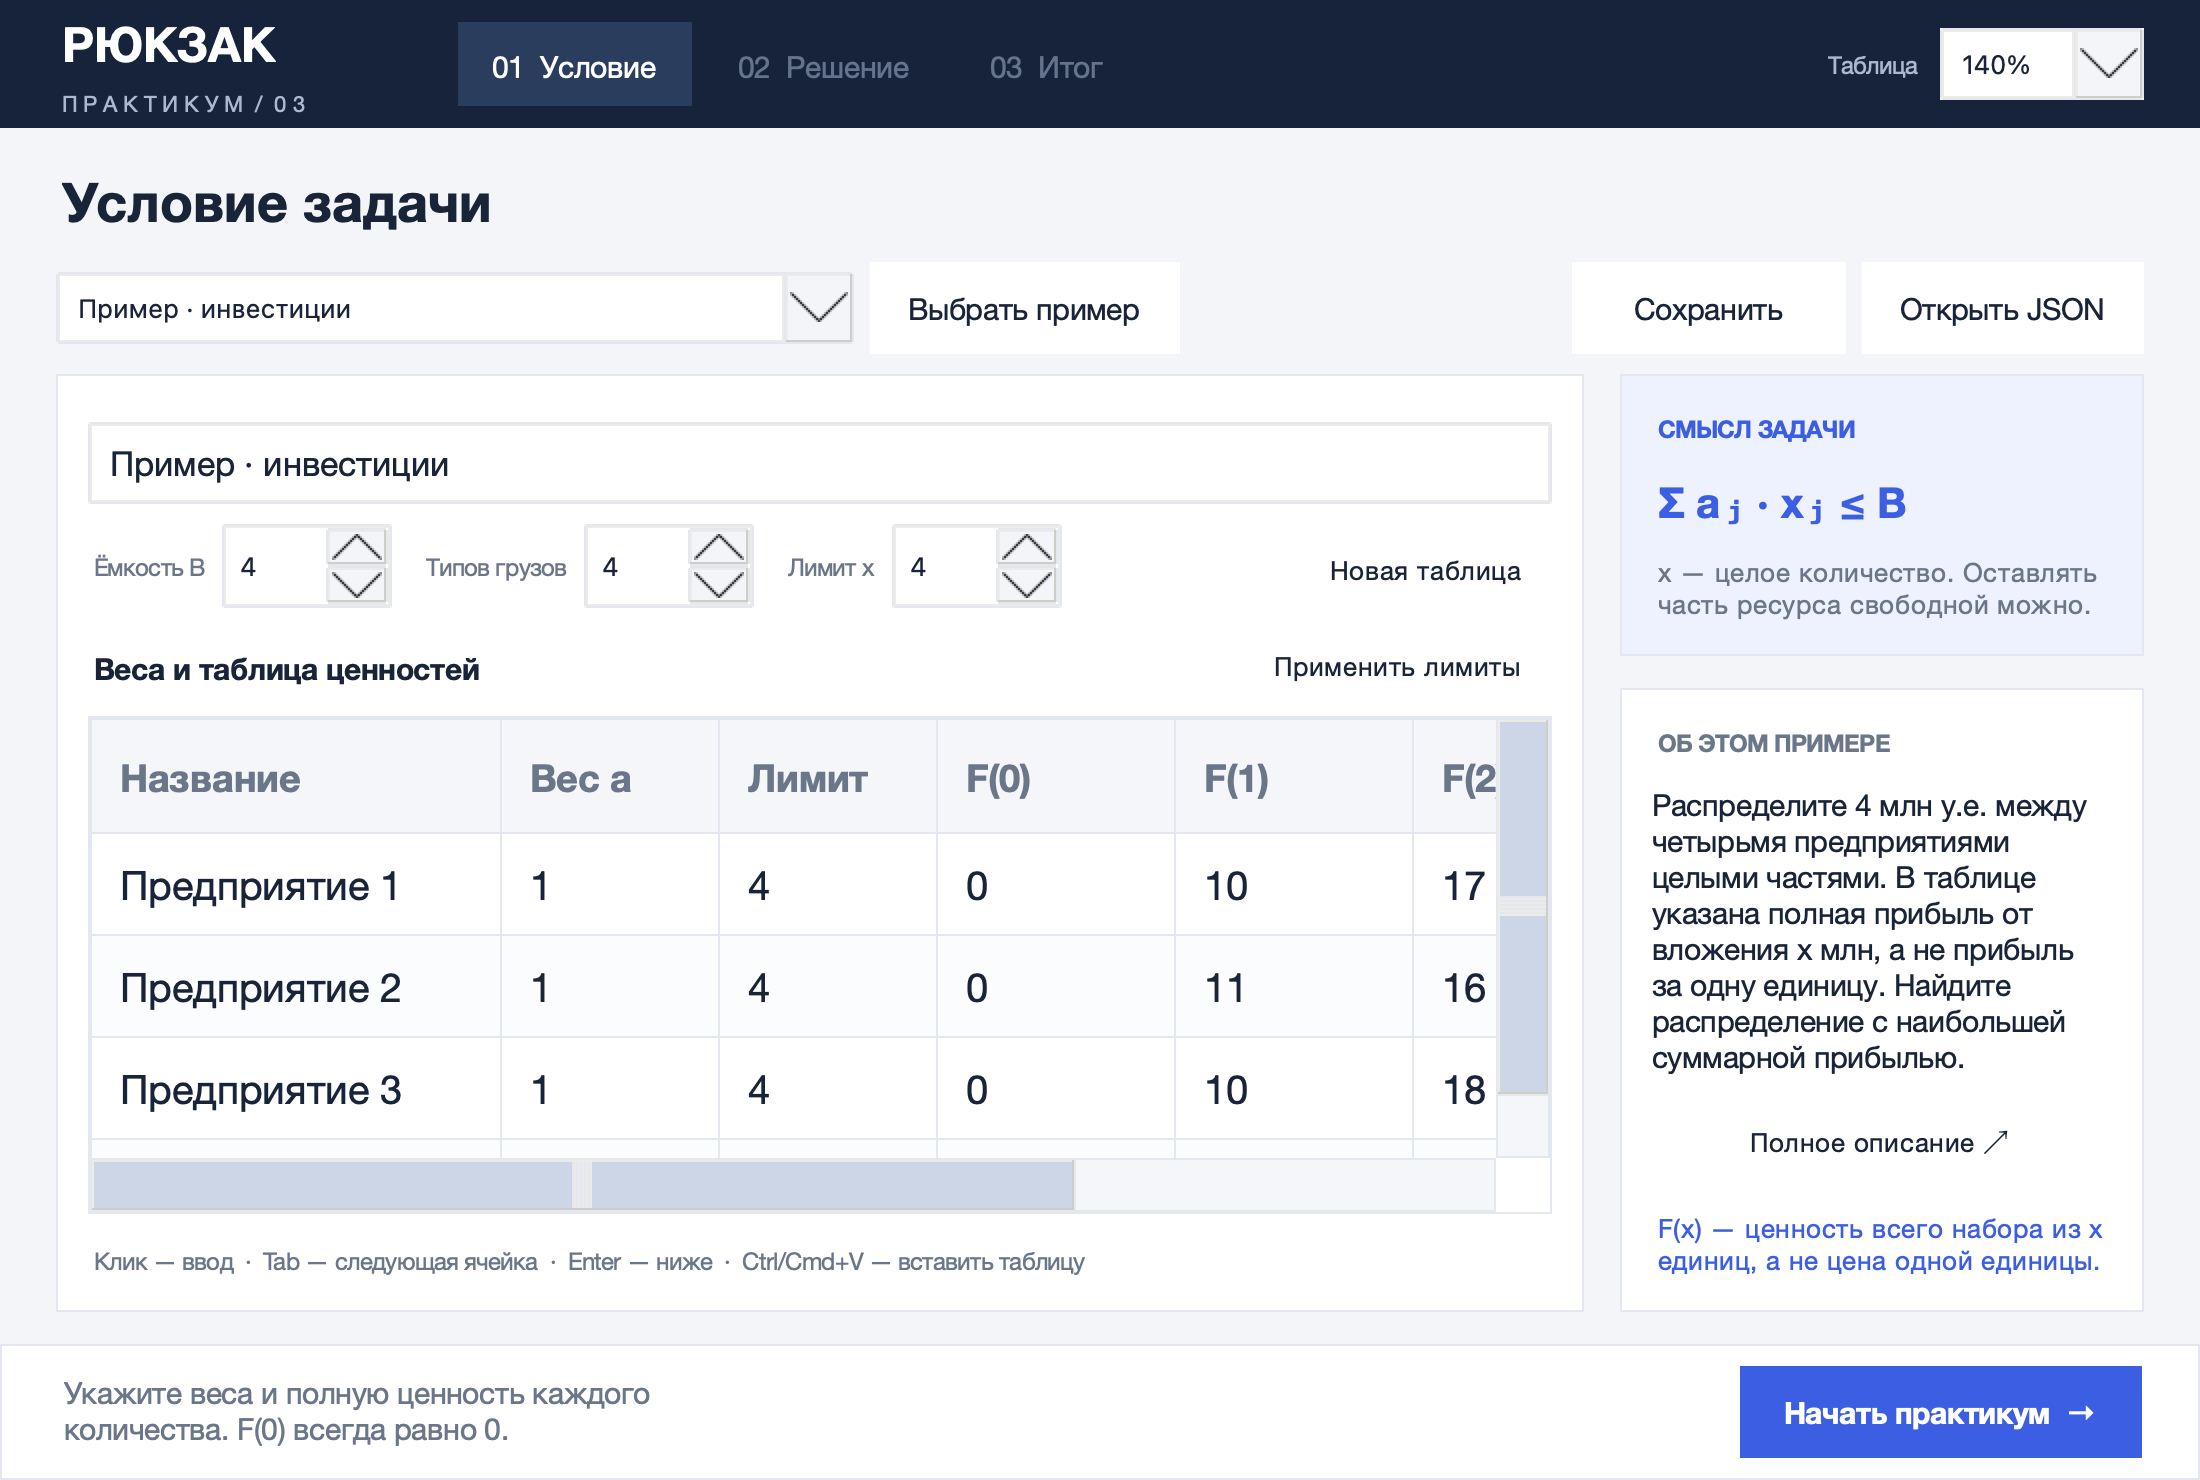 РЮКЗАК
ПРАКТИКУМ / 03
01 Условие
02 Решение
03 Итог
Таблица
140%
Условие задачи
Пример · инвестиции
Выбрать пример
Сохранить
Открыть JSON
Пример · инвестиции
Ёмкость B 4
Типов грузов 4
Лимит x 4
Новая таблица
Веса и таблица ценностей
Применить лимиты
Название Вес a Лимит F(0) F(1) F(2
Предприятие 1 1 4 0 10 17
Предприятие 2 1 4 0 11 16
Предприятие 3 1 4 0 10 18
Клик — ввод · Tab — следующая ячейка · Enter — ниже · Ctrl/Cmd+V — вставить таблицу
СМЫСЛ ЗАДАЧИ
Σ aⱼ · xⱼ ≤ B
x — целое количество. Оставлять
часть ресурса свободной можно.
ОБ ЭТОМ ПРИМЕРЕ
Распределите 4 млн у.е. между
четырьмя предприятиями
целыми частями. В таблице
указана полная прибыль от
вложения x млн, а не прибыль
за одну единицу. Найдите
распределение с наибольшей
суммарной прибылью.
Полное описание ↗
F(x) — ценность всего набора из x
единиц, а не цена одной единицы.
Укажите веса и полную ценность каждого
количества. F(0) всегда равно 0.
Начать практикум →